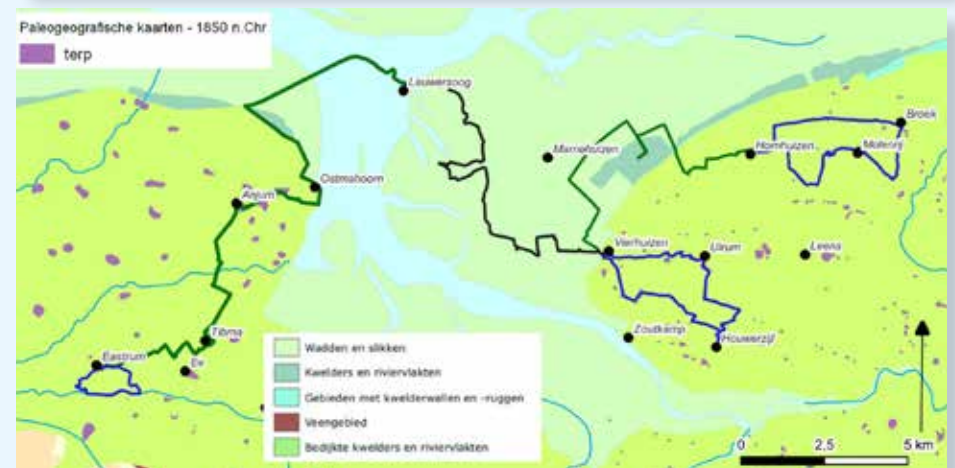 Paleogeografische kaarten - 1850 n.Chr
terp
Lauwersoog
Broek
Marnehuizen
Hornhuizen
Molenrij
Oostmahoorn
Anjum
Vierhuizen
Ulrum
Leens
Zoutkamp
Houwerzijl
Tibma
Eastrum
Ee
Wadden en slikken
Kwelders en riviervlakten
Gebieden met kwelderwallen en -ruggen
Veengebied
Bedijkte kwelders en riviervlakten
0 2,5 5 km